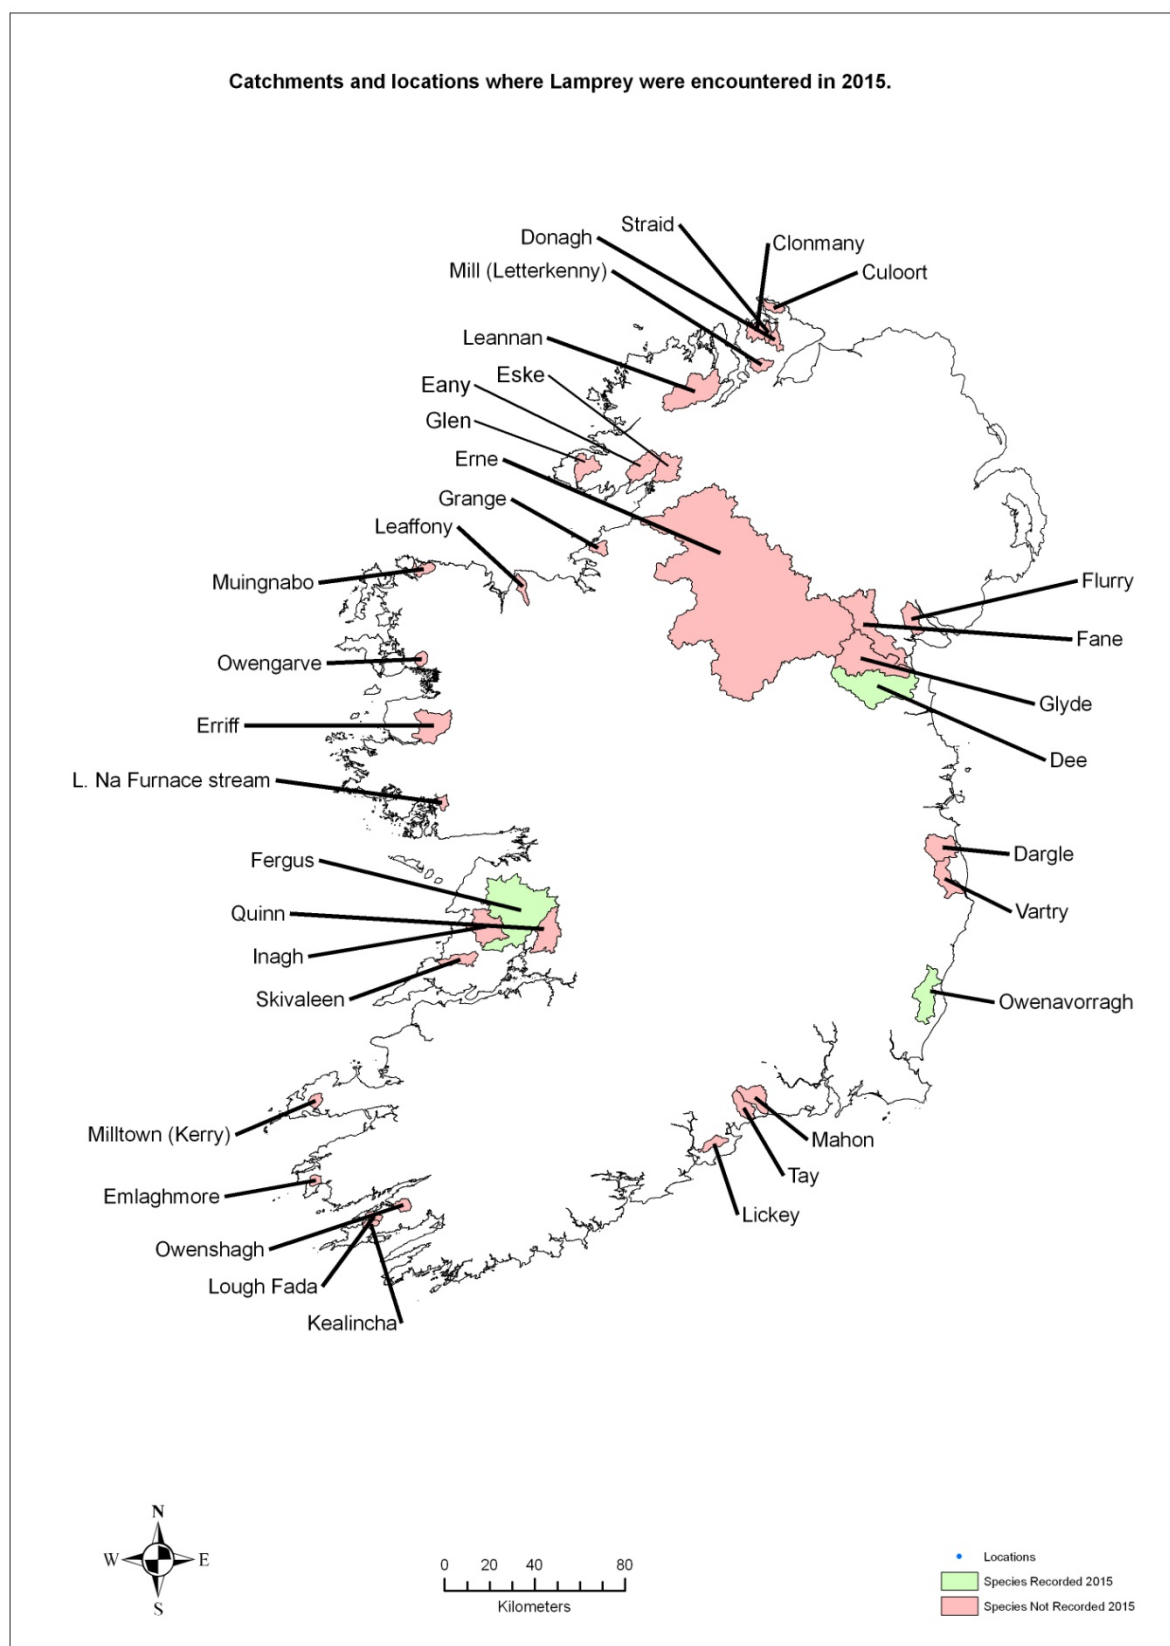 Catchments and locations where Lamprey were encountered in 2015.
Straid
Donagh
Clonmany
Mill (Letterkenny)
Culoort
Leannan
Eske
Eany
Glen
Erne
Grange
Leaffony
Muingnabo
Flurry
Fane
Owengarve
Glyde
Erriff
Dee
L. Na Furnace stream
Dargle
Fergus
Vartry
Quinn
Inagh
Skivaleen
Owenavorragh
Milltown (Kerry)
Mahon
Tay
Emlaghmore
Lickey
Owenshagh
Lough Fada
Kealincha
N
W E
S
0 20 40 80
Kilometers
Locations
Species Recorded 2015
Species Not Recorded 2015